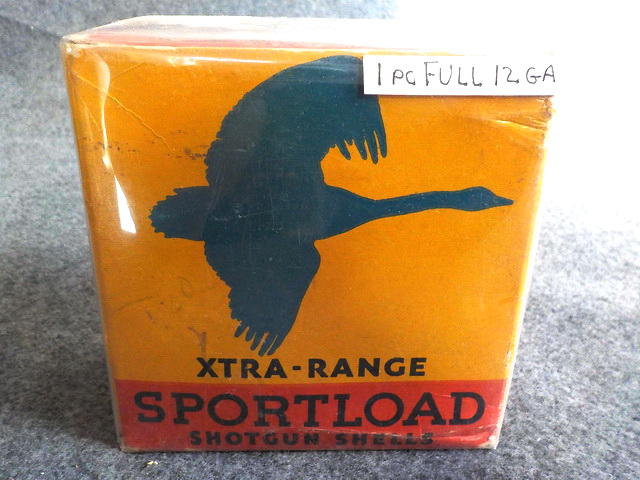 1 PC FULL 12 GA
XTRA-RANGE
SPORTLOAD
SHOTGUN SHELLS